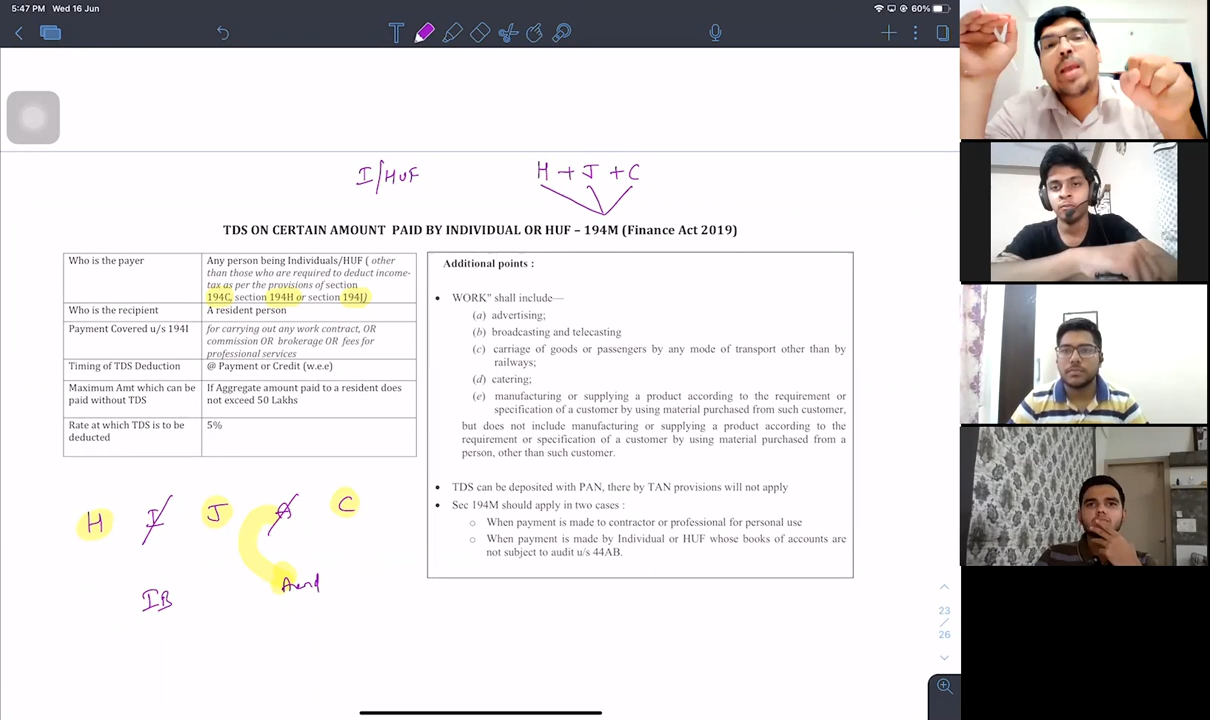 5:47 PM Wed 16 Jun
60%
I/HUF
H + J + C
TDS ON CERTAIN AMOUNT PAID BY INDIVIDUAL OR HUF – 194M (Finance Act 2019)
Who is the payer
Any person being Individuals/HUF ( other
than those who are required to deduct income-
tax as per the provisions of section
194C, section 194H or section 194J)
Who is the recipient
A resident person
Payment Covered u/s 194I
for carrying out any work contract, OR
commission OR brokerage OR fees for
professional services
Timing of TDS Deduction
@ Payment or Credit (w.e.e)
Maximum Amt which can be
paid without TDS
If Aggregate amount paid to a resident does
not exceed 50 Lakhs
Rate at which TDS is to be
deducted
5%
Additional points :
• WORK" shall include—
(a) advertising;
(b) broadcasting and telecasting
(c) carriage of goods or passengers by any mode of transport other than by
railways;
(d) catering;
(e) manufacturing or supplying a product according to the requirement or
specification of a customer by using material purchased from such customer,
but does not include manufacturing or supplying a product according to the
requirement or specification of a customer by using material purchased from a
person, other than such customer.
• TDS can be deposited with PAN, there by TAN provisions will not apply
• Sec 194M should apply in two cases :
o When payment is made to contractor or professional for personal use
o When payment is made by Individual or HUF whose books of accounts are
not subject to audit u/s 44AB.
H I J A C
IB
23
/
26